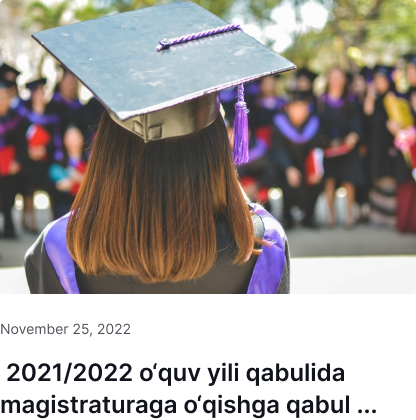 November 25, 2022
2021/2022 o‘quv yili qabulida
magistraturaga o‘qishga qabul ...